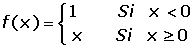 f(x) = { 1 Si x < 0
x Si x ≥ 0